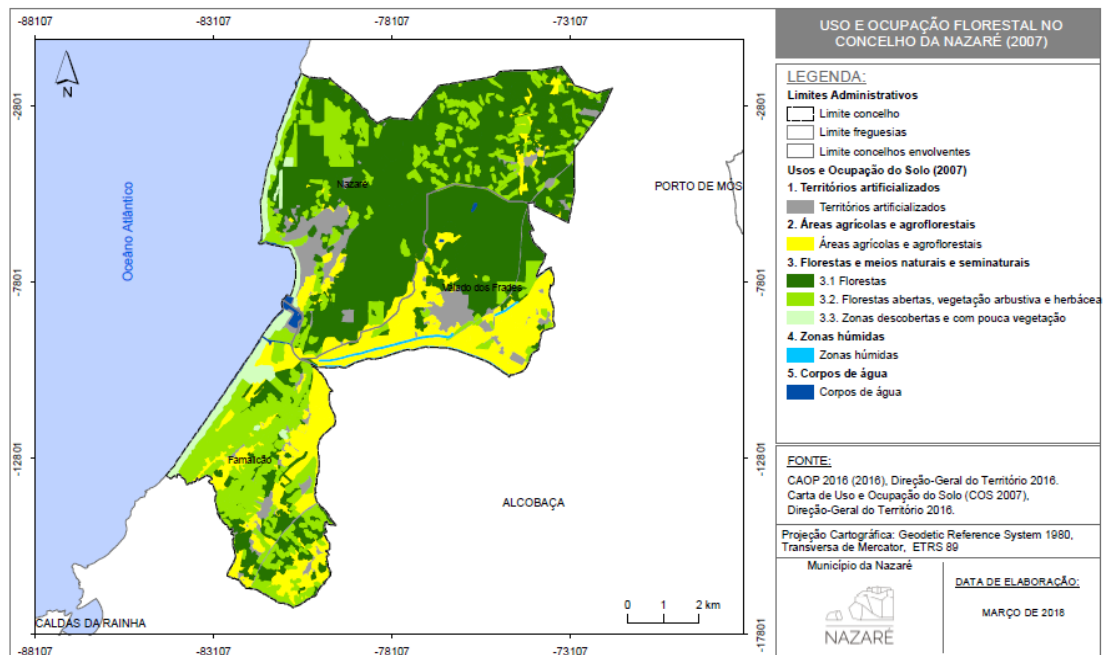 -88107
-83107
-78107
-73107
-2801
-7801
-12801
-17801
-2801
-7801
-12801
N
Oceâno Atlântico
Nazaré
Valado dos Frades
Famalicão
PORTO DE MÓS
ALCOBAÇA
CALDAS DA RAINHA
0 1 2 km
-88107
-83107
-78107
-73107
USO E OCUPAÇÃO FLORESTAL NO
CONCELHO DA NAZARÉ (2007)
LEGENDA:
Limites Administrativos
Limite concelho
Limite freguesias
Limite concelhos envolventes
Usos e Ocupação do Solo (2007)
1. Territórios artificializados
Territórios artificializados
2. Áreas agrícolas e agroflorestais
Áreas agrícolas e agroflorestais
3. Florestas e meios naturais e seminaturais
3.1 Florestas
3.2. Florestas abertas, vegetação arbustiva e herbácea
3.3. Zonas descobertas e com pouca vegetação
4. Zonas húmidas
Zonas húmidas
5. Corpos de água
Corpos de água
FONTE:
CAOP 2016 (2016), Direção-Geral do Território 2016.
Carta de Uso e Ocupação do Solo (COS 2007),
Direção-Geral do Território 2016.
Projeção Cartográfica: Geodetic Reference System 1980,
Transversa de Mercator, ETRS 89
Município da Nazaré
NAZARÉ
DATA DE ELABORAÇÃO:
MARÇO DE 2018